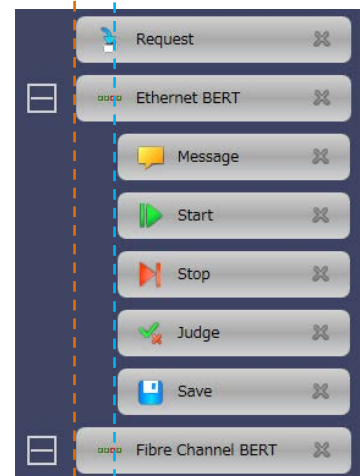 Request
Ethernet BERT
Message
Start
Stop
Judge
Save
Fibre Channel BERT